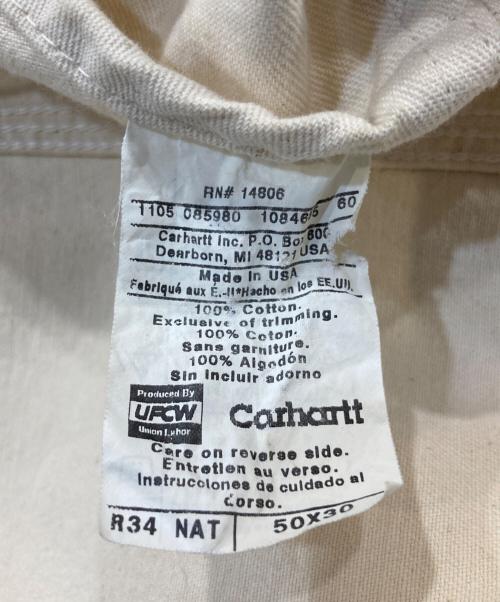 RN# 14806
1105 085980 60
Carhartt Inc. P.O. Box 600
Dearborn, MI 48121 USA
Made in USA
Fabriqué aux É.-U*Hacho en los EE.UU.
100% Cotton.
Exclusive of trimming.
100% Coton.
Sans garniture.
100% Algodón
Sin incluir adorno
Produced By
UFCW
Union Labor
Carhartt
Care on reverse side.
Entretien au verso.
Instrucciones de cuidado al
dorso.
R34 NAT 50X30